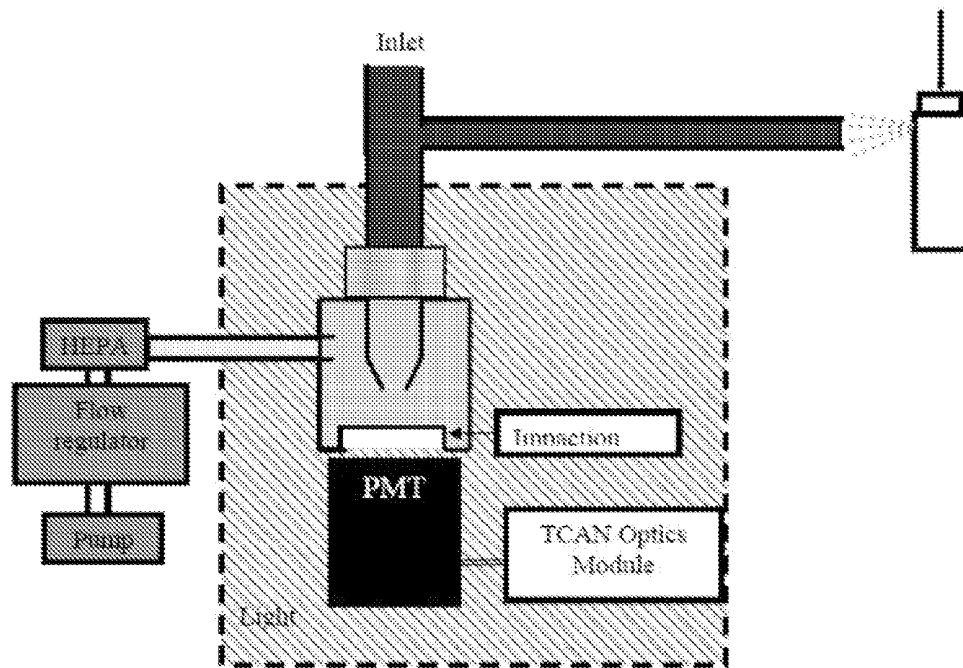 Inlet
HEPA
Flow
regulator
Impaction
PMT
TCAN Optics
Pump
Module
Light